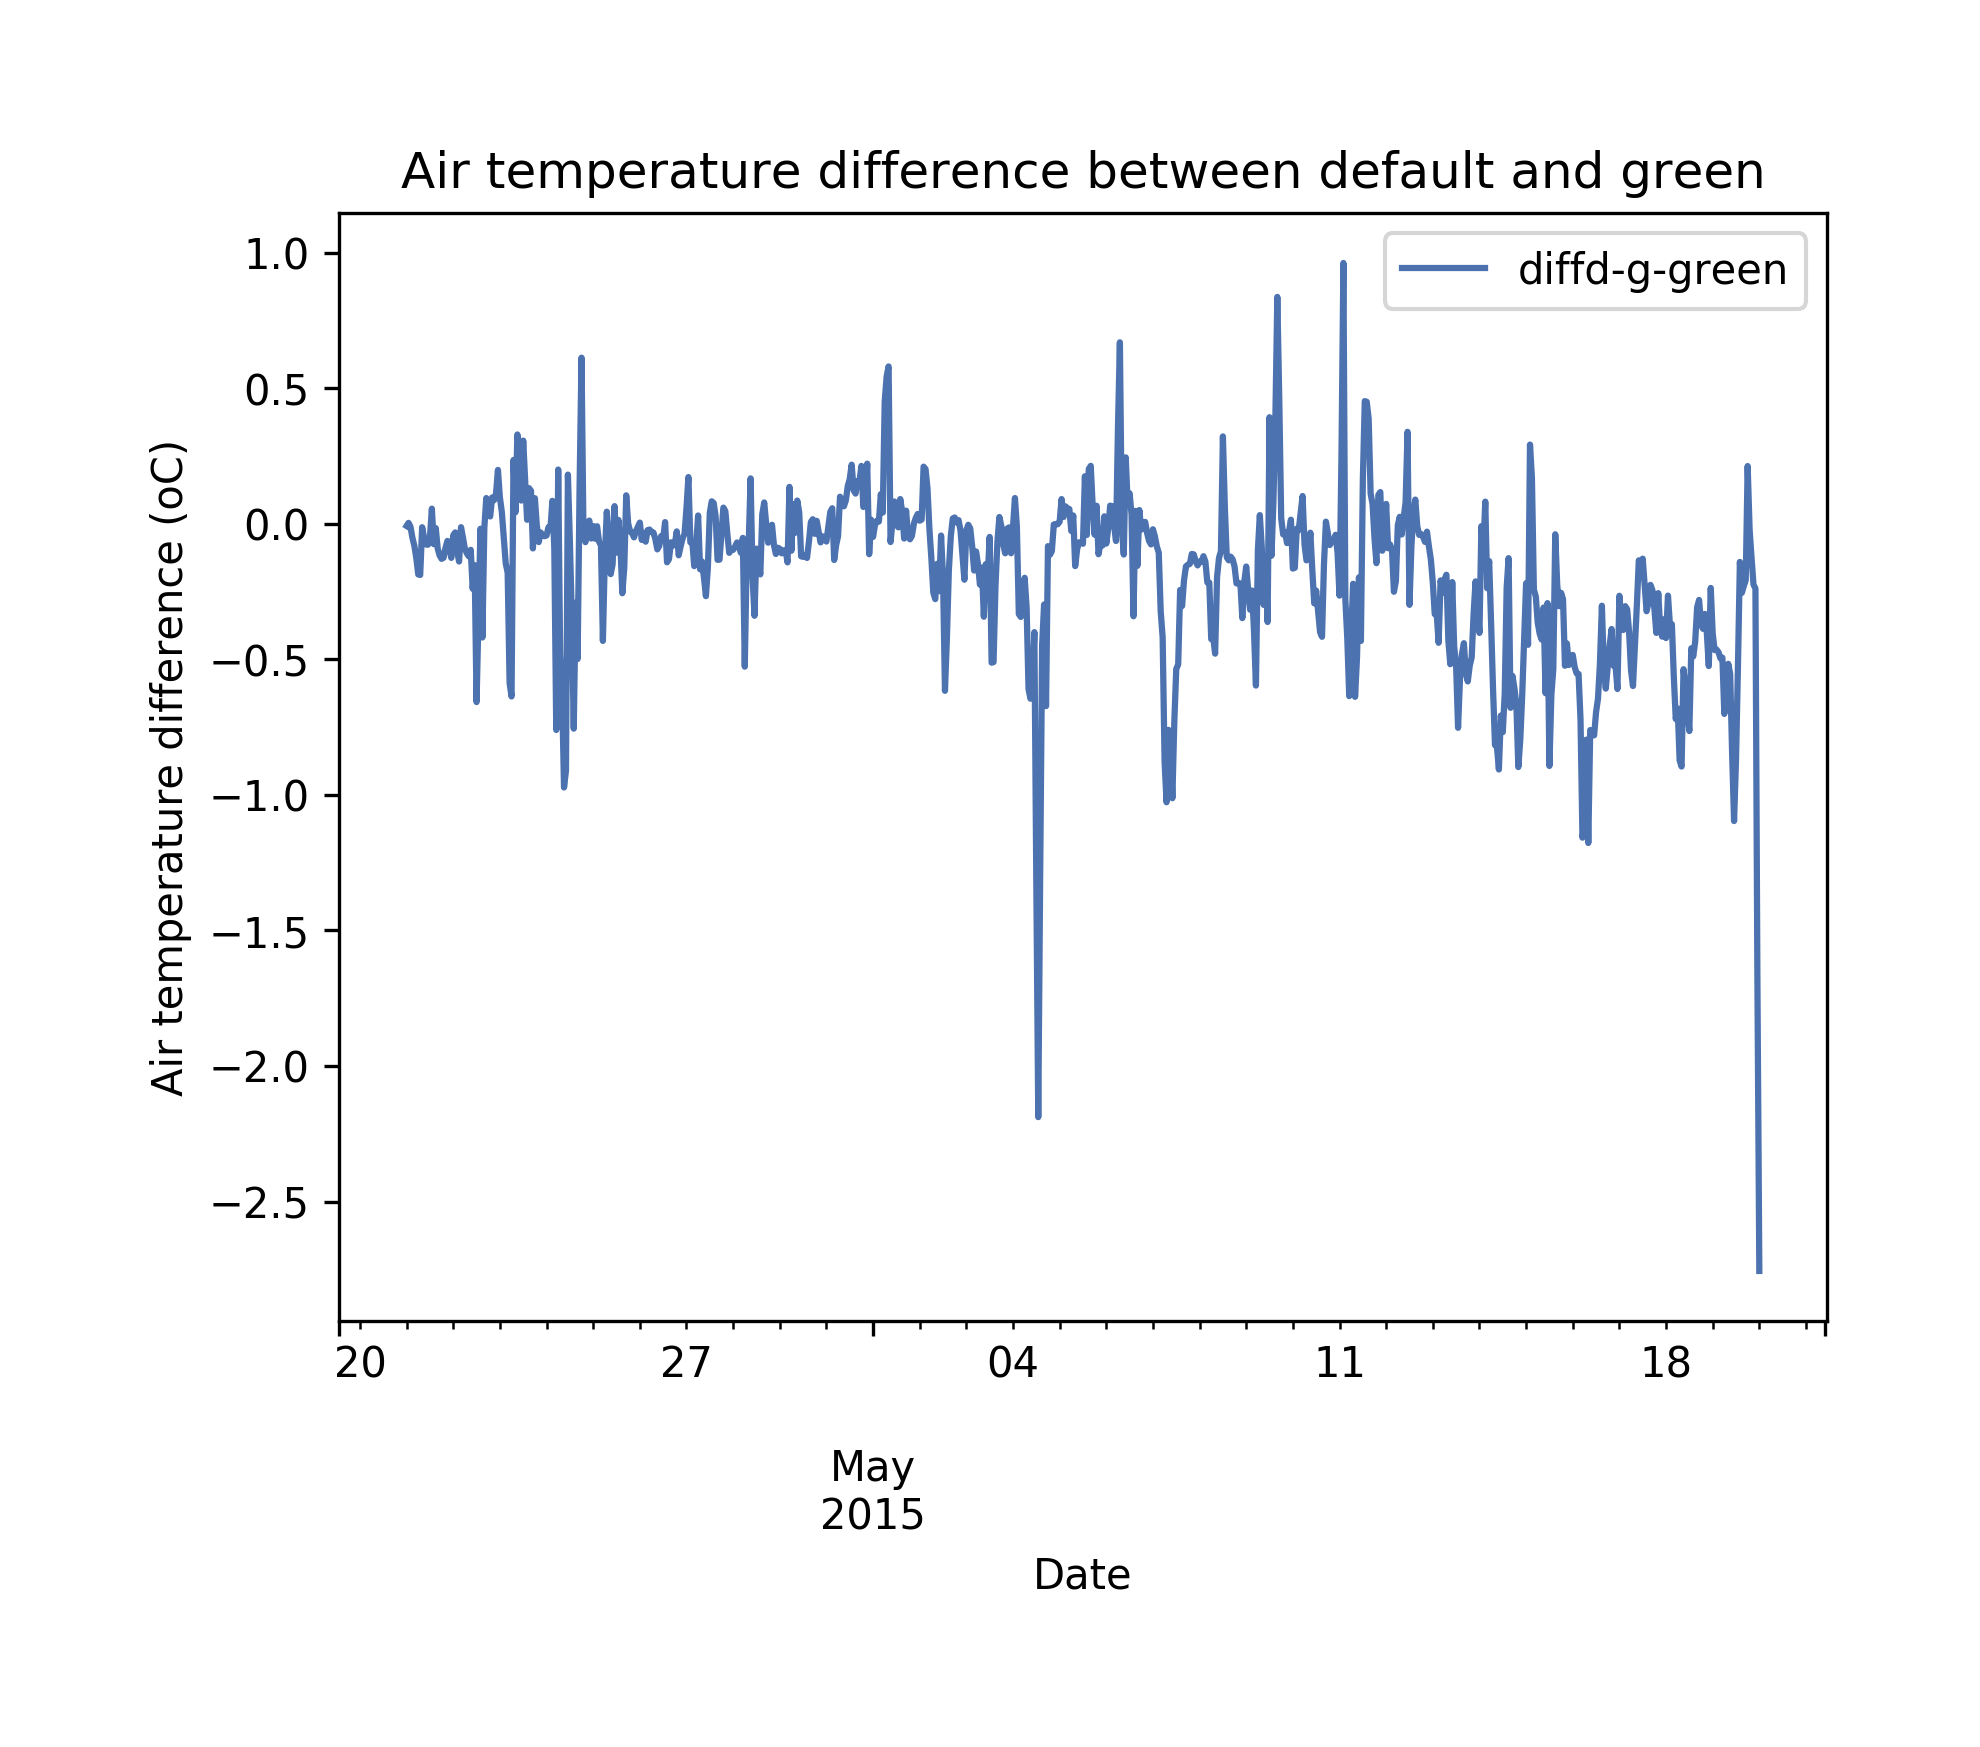 Air temperature difference between default and green
diffd-g-green
1.0
0.5
0.0
−0.5
−1.0
−1.5
−2.0
−2.5
Air temperature difference (oC)
20 27 04 11 18
May
2015
Date